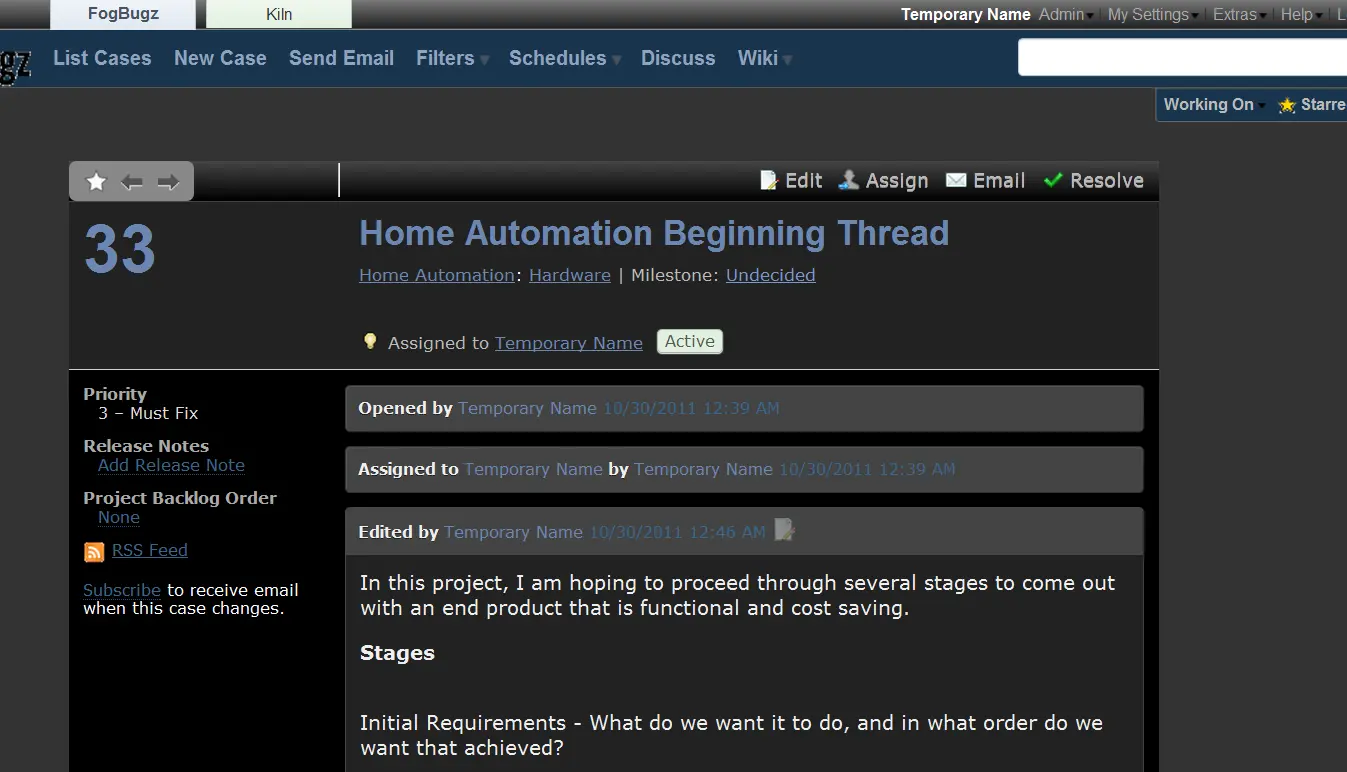 FogBugz Kiln Temporary Name Admin My Settings Extras Help
gz List Cases New Case Send Email Filters Schedules Discuss Wiki
Working On Starre
Edit Assign Email Resolve
33 Home Automation Beginning Thread
Home Automation: Hardware | Milestone: Undecided
Assigned to Temporary Name Active
Priority
3 – Must Fix
Release Notes
Add Release Note
Project Backlog Order
None
RSS Feed
Subscribe to receive email
when this case changes.
Opened by Temporary Name 10/30/2011 12:39 AM
Assigned to Temporary Name by Temporary Name 10/30/2011 12:39 AM
Edited by Temporary Name 10/30/2011 12:46 AM
In this project, I am hoping to proceed through several stages to come out
with an end product that is functional and cost saving.
Stages
Initial Requirements - What do we want it to do, and in what order do we
want that achieved?